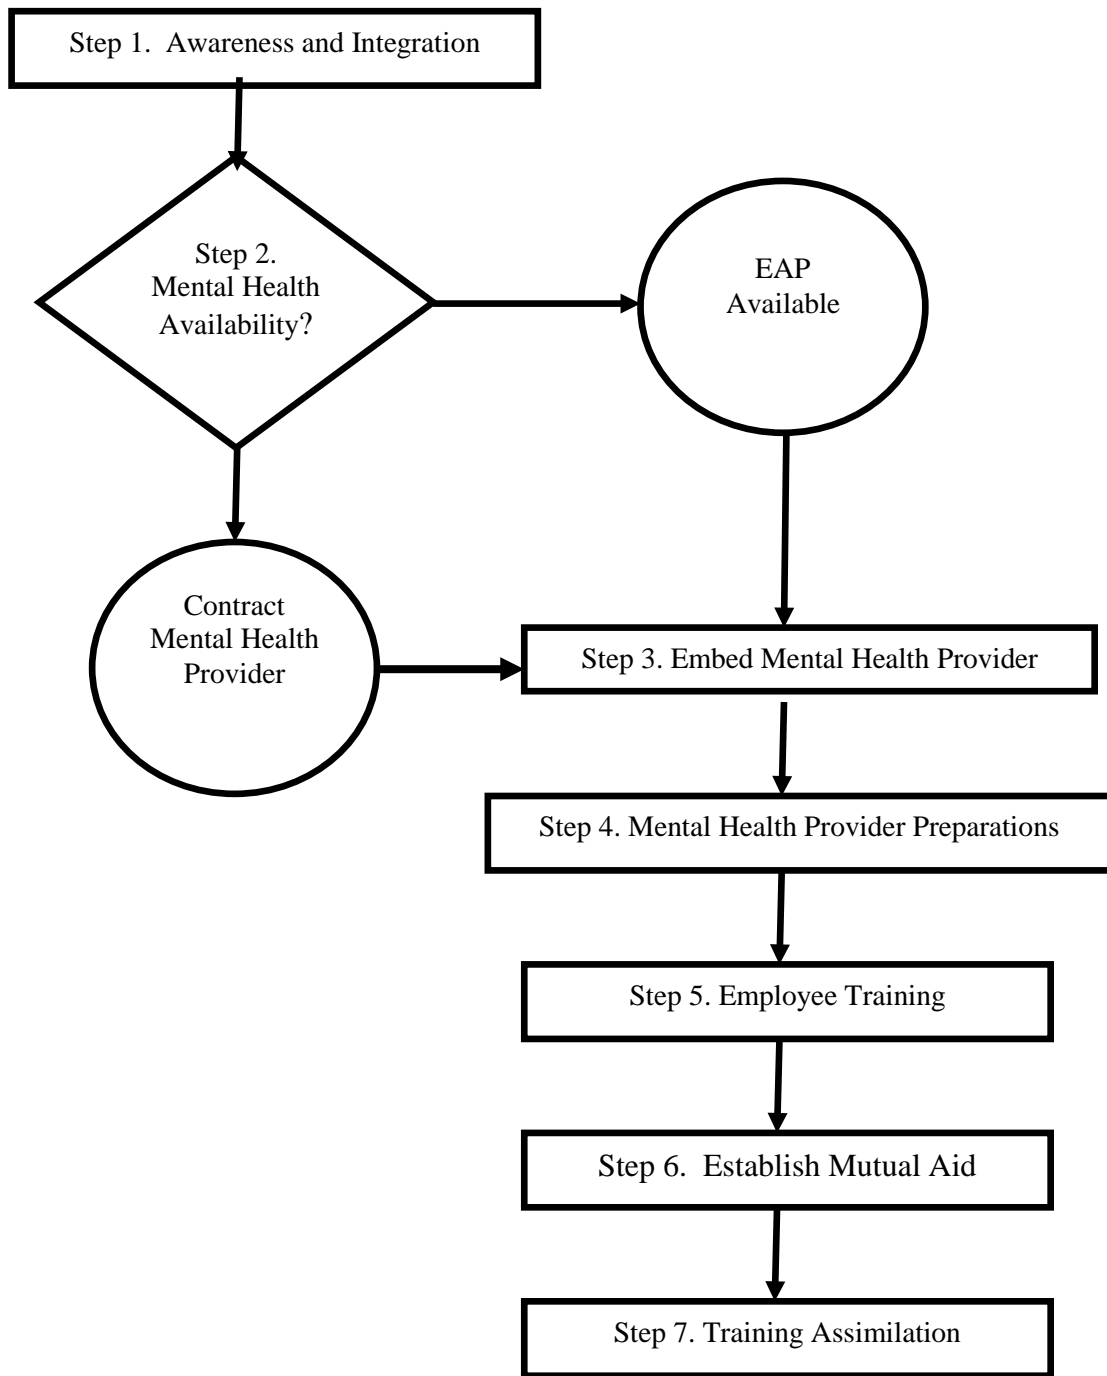 Step 1.  Awareness and Integration
Step 2.
Mental Health
Availability?
EAP
Available
Contract
Mental Health
Provider
Step 3. Embed Mental Health Provider
Step 4. Mental Health Provider Preparations
Step 5. Employee Training
Step 6.  Establish Mutual Aid
Step 7. Training Assimilation